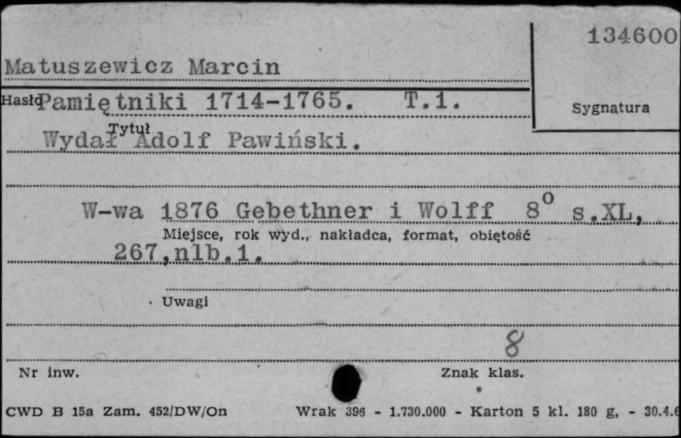 134600
Matuszewicz Marcin
Hasło Pamiętniki 1714-1765. T.1.
Sygnatura
Tytuł
Wydał Adolf Pawiński.
W-wa 1876 Gebethner i Wolff 8° s.XL,
Miejsce, rok wyd., nakładca, format, objętość
267,nlb.1.
Uwagi
8
Nr inw. Znak klas.
CWD B 15a Zam. 452/DW/On Wrak 396 - 1.730.000 - Karton 5 kl. 180 g, - 30.4.6